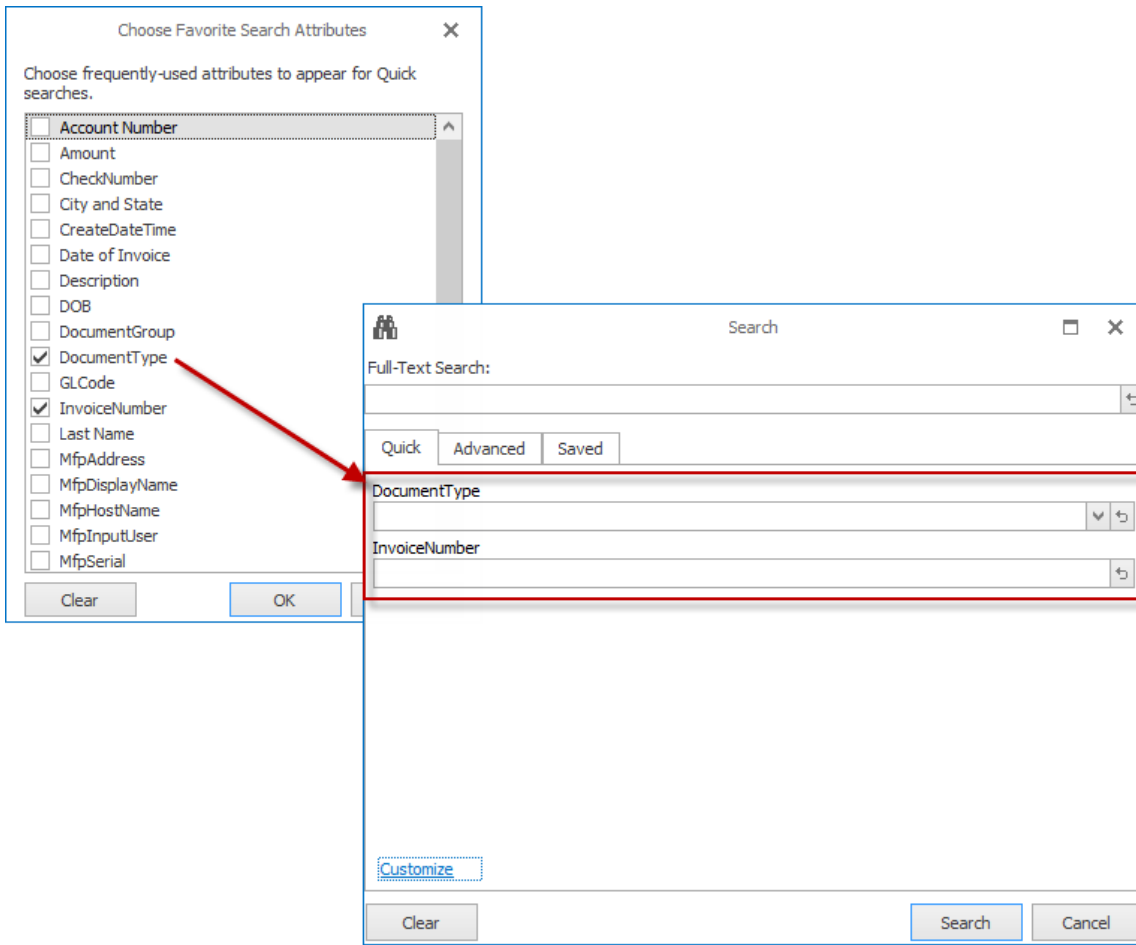 Choose Favorite Search Attributes
Choose frequently-used attributes to appear for Quick
searches.
Account Number
Amount
CheckNumber
City and State
CreateDateTime
Date of Invoice
Description
DOB
DocumentGroup
DocumentType
GLCode
InvoiceNumber
Last Name
MfpAddress
MfpDisplayName
MfpHostName
MfpInputUser
MfpSerial
Clear
OK
Search
Full-Text Search:
Quick
Advanced
Saved
DocumentType
InvoiceNumber
Customize
Clear
Search
Cancel